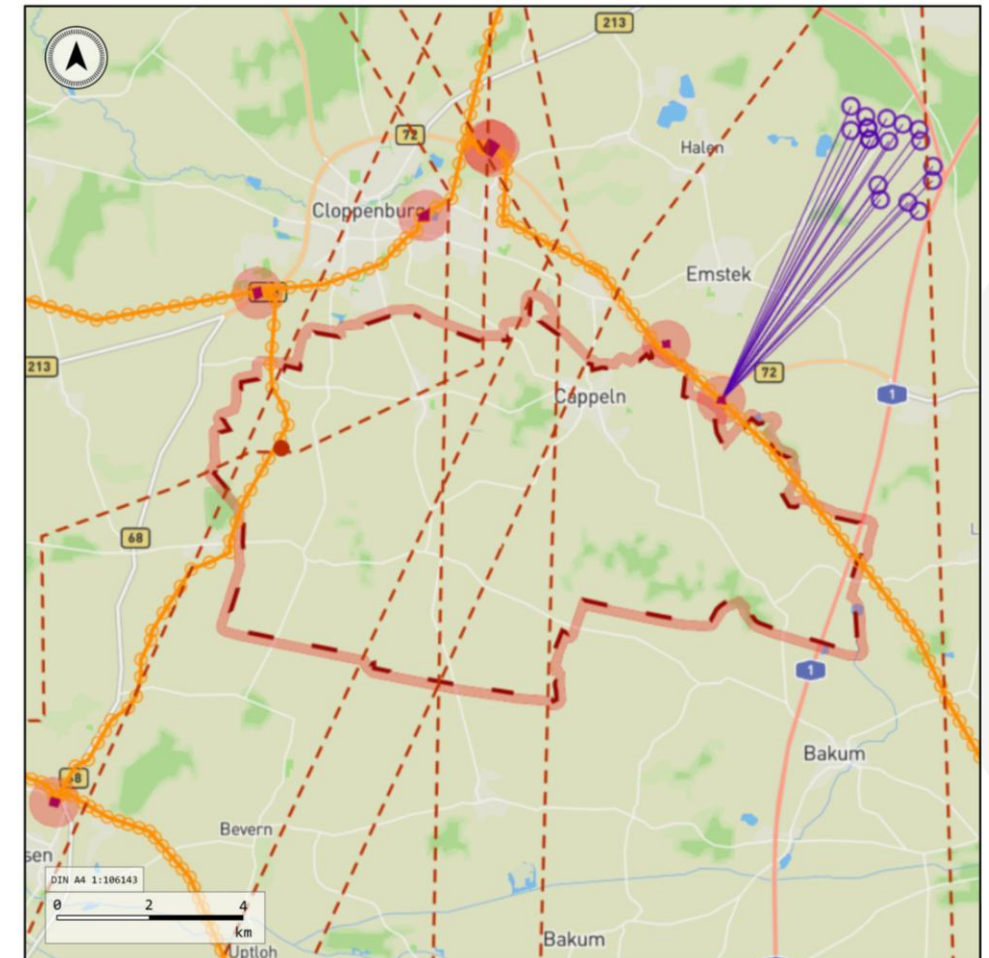 213
72
Halen
Cloppenburg
Emstek
213
72
1
Cappeln
68
1
Bakum
68
Bevern
sen
DIN A4 1:106143
0 2 4
km
Bakum
Uptloh